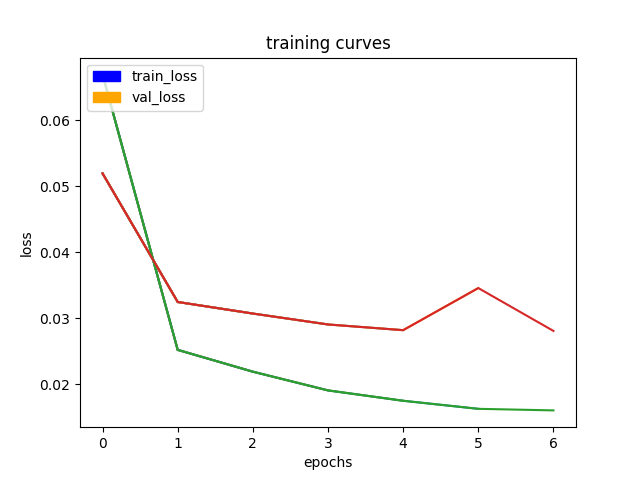 training curves
train_loss
val_loss
0.06
0.05
0.04
0.03
0.02
loss
0 1 2 3 4 5 6
epochs